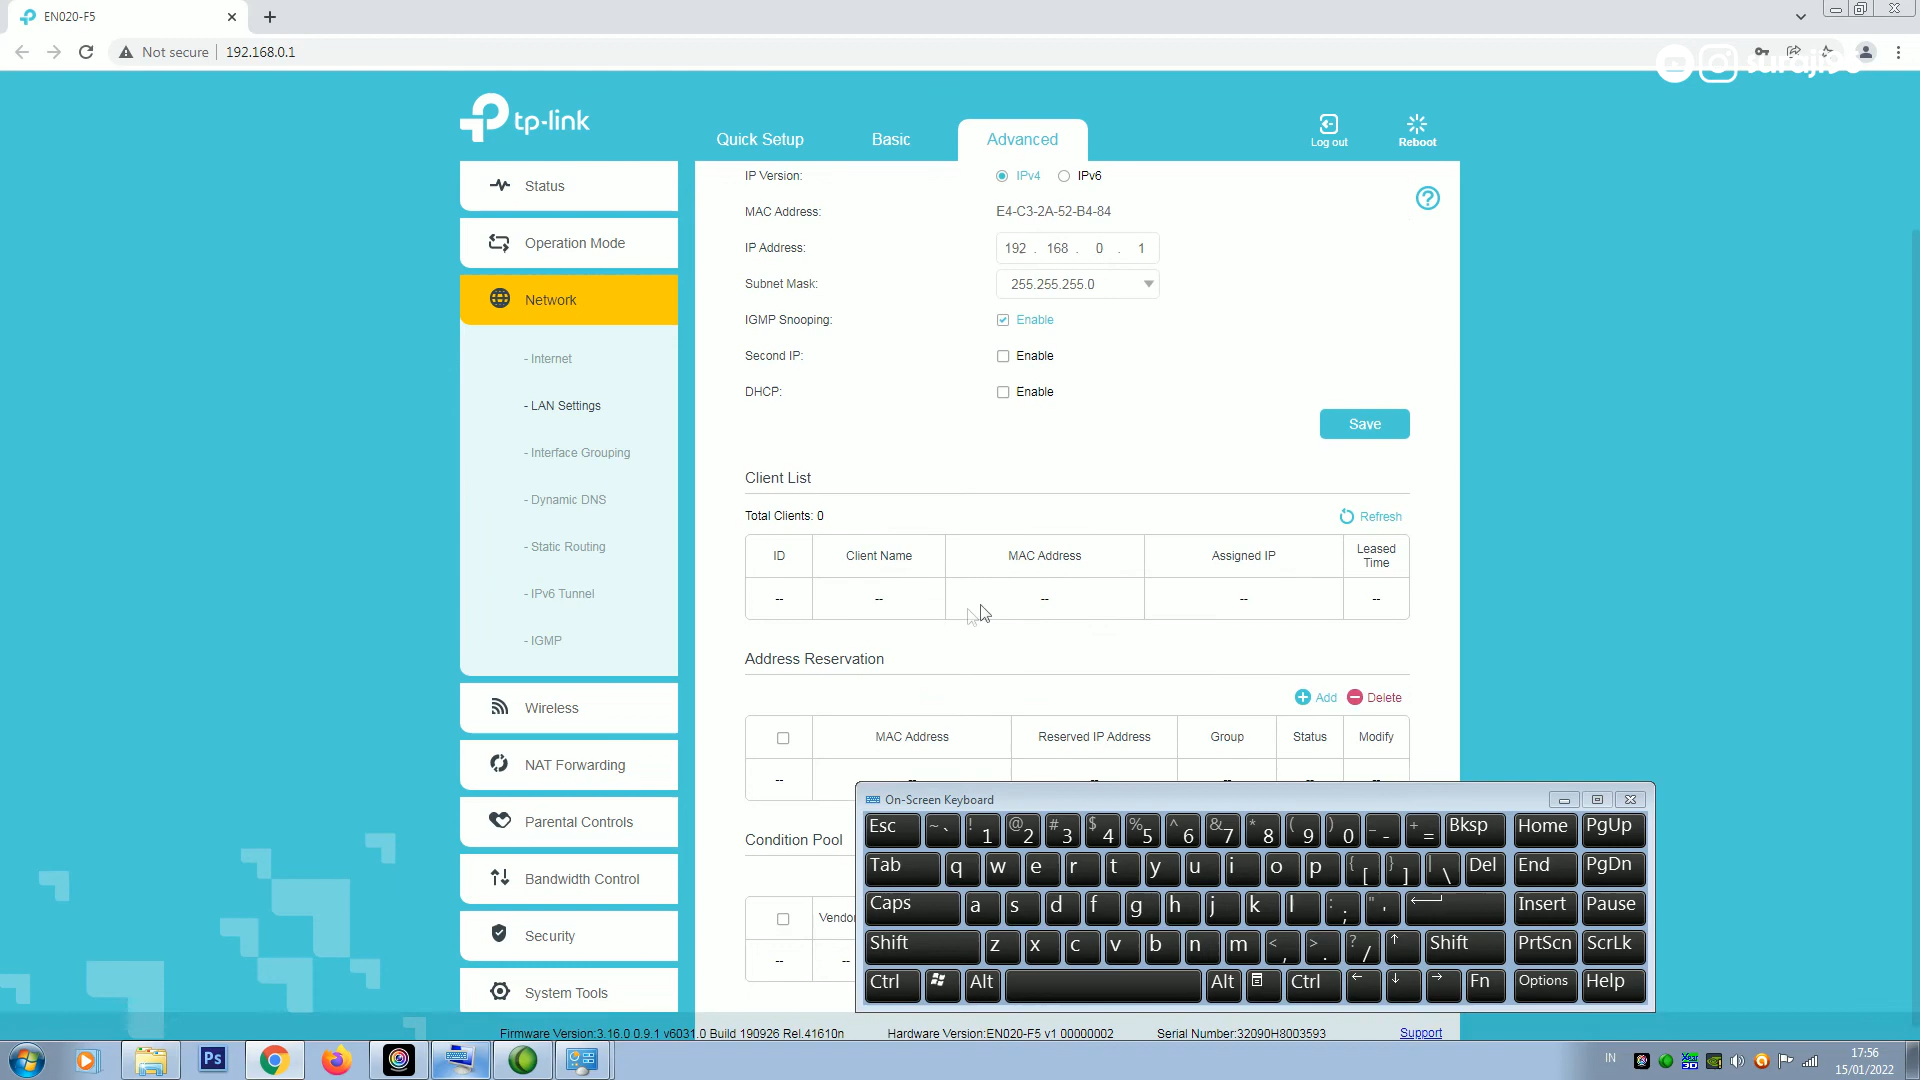 EN020-F5
Not secure
192.168.0.1
tp-link
Quick Setup
Basic
Advanced
Log out
Reboot
Status
Operation Mode
Network
- Internet
- LAN Settings
- Interface Grouping
- Dynamic DNS
- Static Routing
- IPv6 Tunnel
- IGMP
Wireless
NAT Forwarding
Parental Controls
Bandwidth Control
Security
System Tools
IP Version: IPv4 IPv6
MAC Address: E4-C3-2A-52-B4-84
IP Address: 192 . 168 . 0 . 1
Subnet Mask: 255.255.255.0
IGMP Snooping: Enable
Second IP: Enable
DHCP: Enable
Save
Client List
Total Clients: 0
Refresh
ID Client Name MAC Address Assigned IP Leased Time
-- -- -- -- --
Address Reservation
Add Delete
MAC Address Reserved IP Address Group Status Modify
-- -- -- -- -- --
Condition Pool
Vendor
-- --
On-Screen Keyboard
Esc ~ ` ! 1 @ 2 # 3 $ 4 % 5 ^ 6 & 7 * 8 ( 9 ) 0 _ - + = Bksp Home PgUp
Tab q w e r t y u i o p { [ } ] | \ Del End PgDn
Caps a s d f g h j k l : ; " ' Insert Pause
Shift z x c v b n m < , > . ? / ↑ Shift PrtScn ScrLk
Ctrl Alt Alt Ctrl ← ↓ → Fn Options Help
Firmware Version:3.16.0 0.9.1 v6031.0 Build 190926 Rel.41610n
Hardware Version:EN020-F5 v1 00000002
Serial Number:32090H8003593
Support
Ps
IN
17:56
15/01/2022